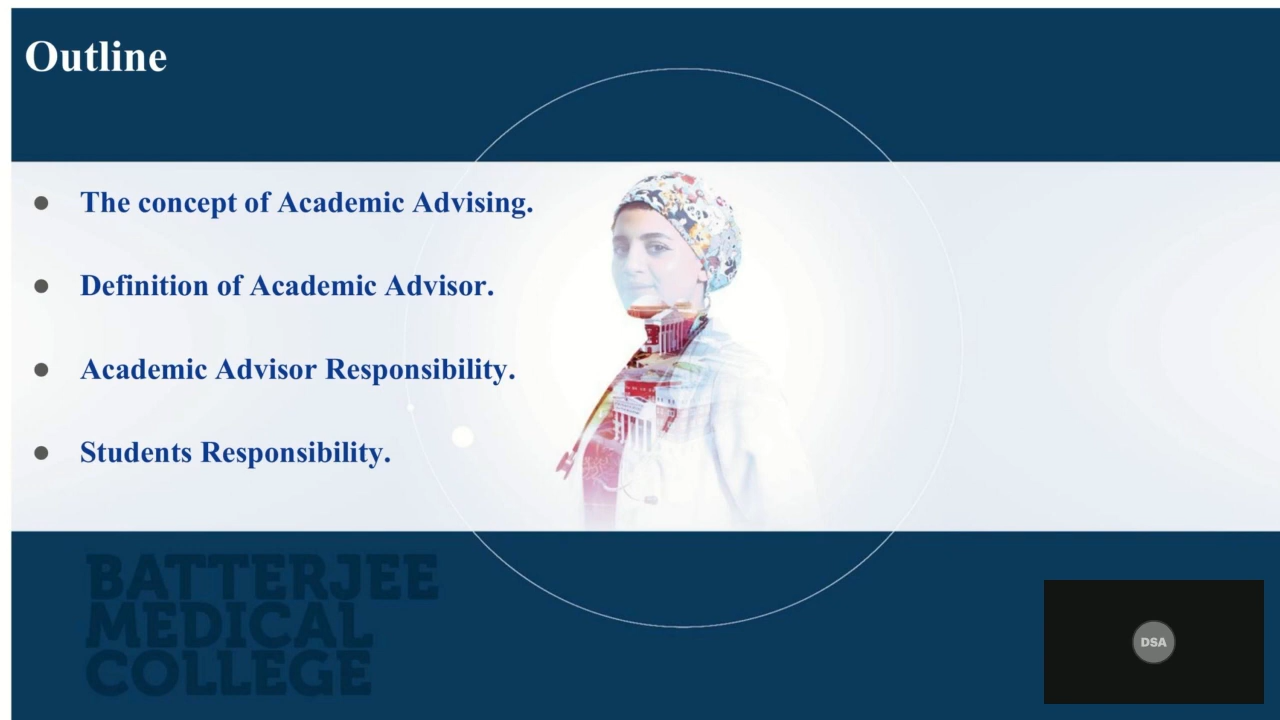 Outline
● The concept of Academic Advising.
● Definition of Academic Advisor.
● Academic Advisor Responsibility.
● Students Responsibility.
BATTERJEE
MEDICAL
COLLEGE
DSA